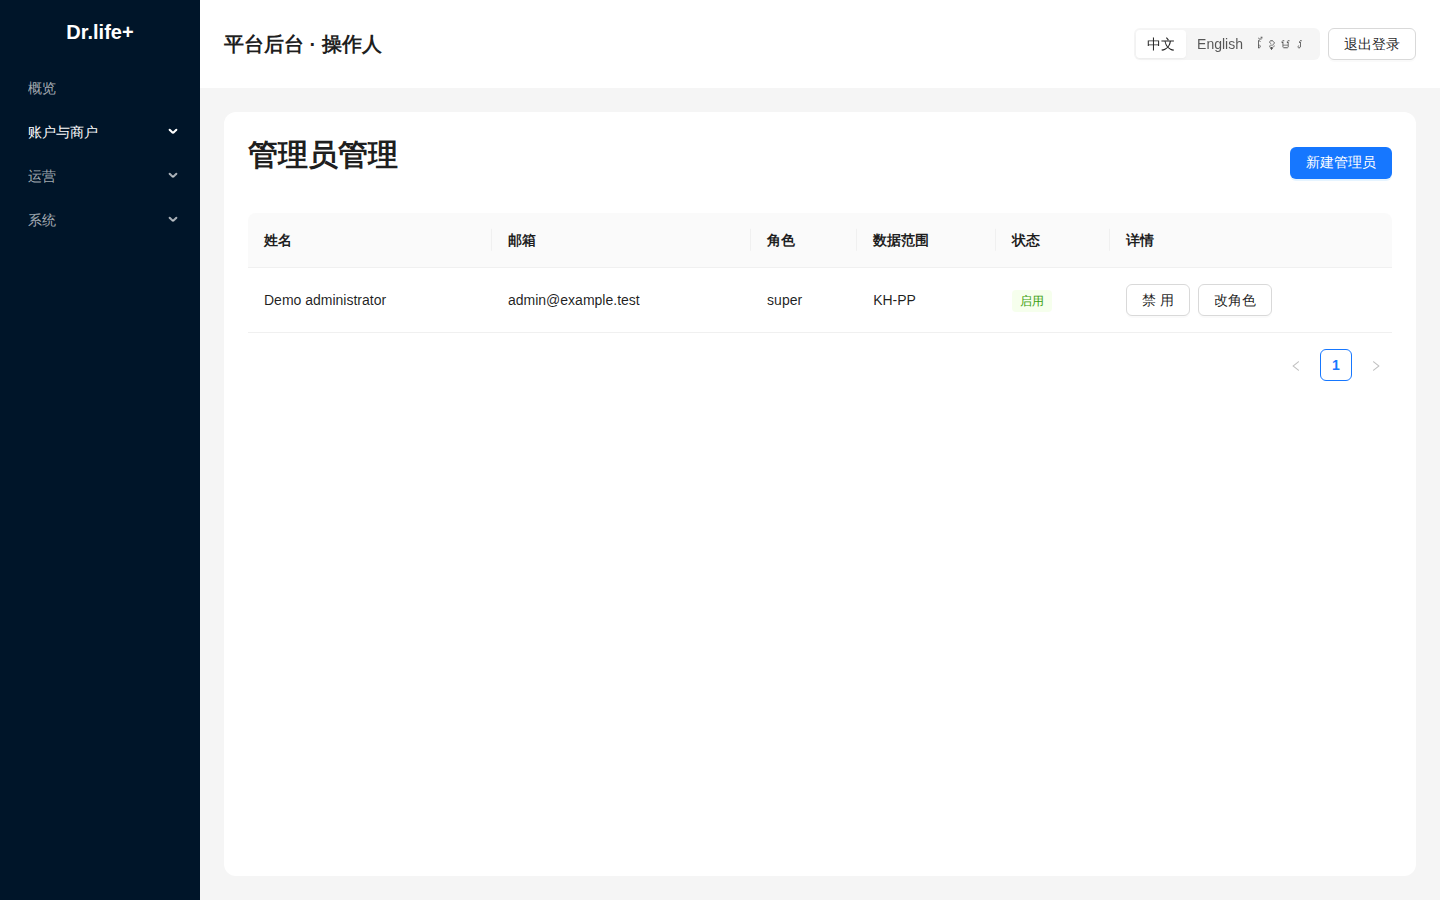 Dr.life+
概览
账户与商户
运营
系统
平台后台 · 操作人
中文
English
ខ្មែរ
退出登录
管理员管理
新建管理员
姓名 邮箱 角色 数据范围 状态 详情
Demo administrator admin@example.test super KH-PP 启用 禁 用 改角色
1